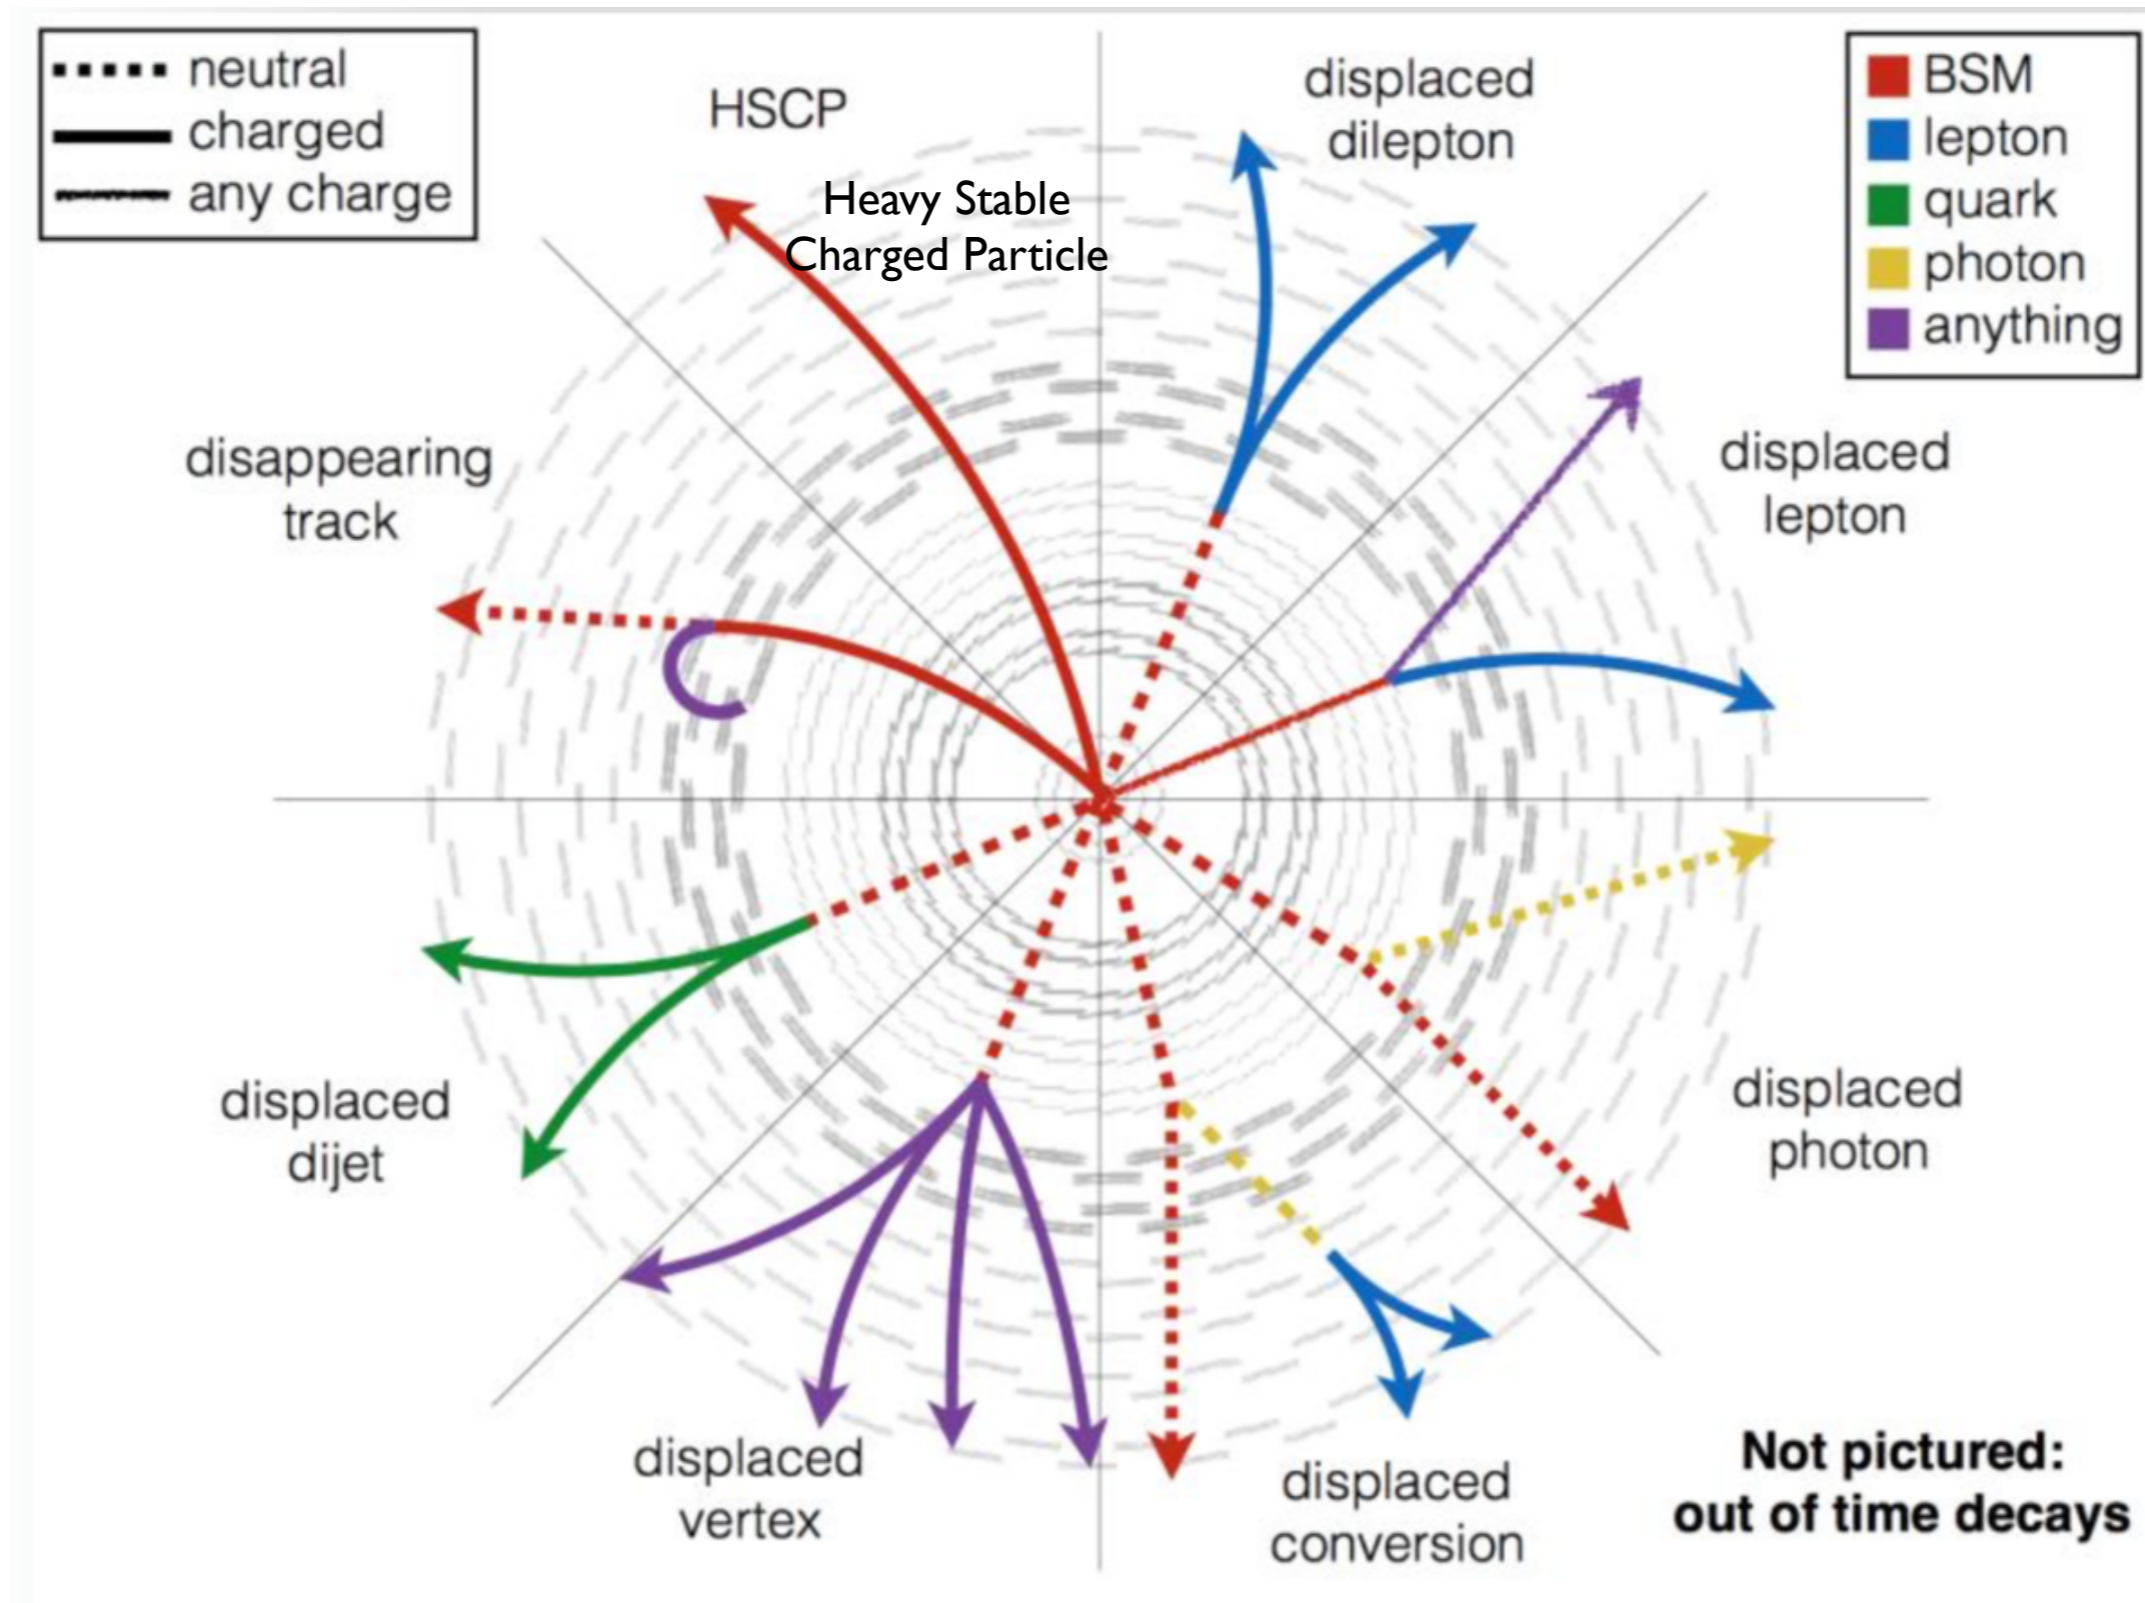 neutral
charged
any charge
HSCP
Heavy Stable
Charged Particle
displaced
dilepton
BSM
lepton
quark
photon
anything
displaced
lepton
disappearing
track
displaced
photon
displaced
dijet
displaced
vertex
displaced
conversion
Not pictured:
out of time decays